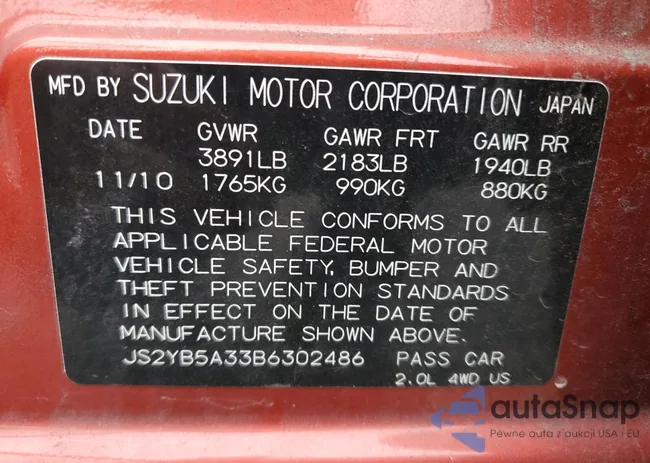 MFD BY SUZUKI MOTOR CORPORATION JAPAN
DATE GVWR GAWR FRT GAWR RR
3891LB 2183LB 1940LB
11/10 1765KG 990KG 880KG
THIS VEHICLE CONFORMS TO ALL
APPLICABLE FEDERAL MOTOR
VEHICLE SAFETY, BUMPER AND
THEFT PREVENTION STANDARDS
IN EFFECT ON THE DATE OF
MANUFACTURE SHOWN ABOVE.
JS2YB5A33B6302486 PASS CAR
2.0L 4WD US
autaSnap
Pewne auta z aukcji USA i EU